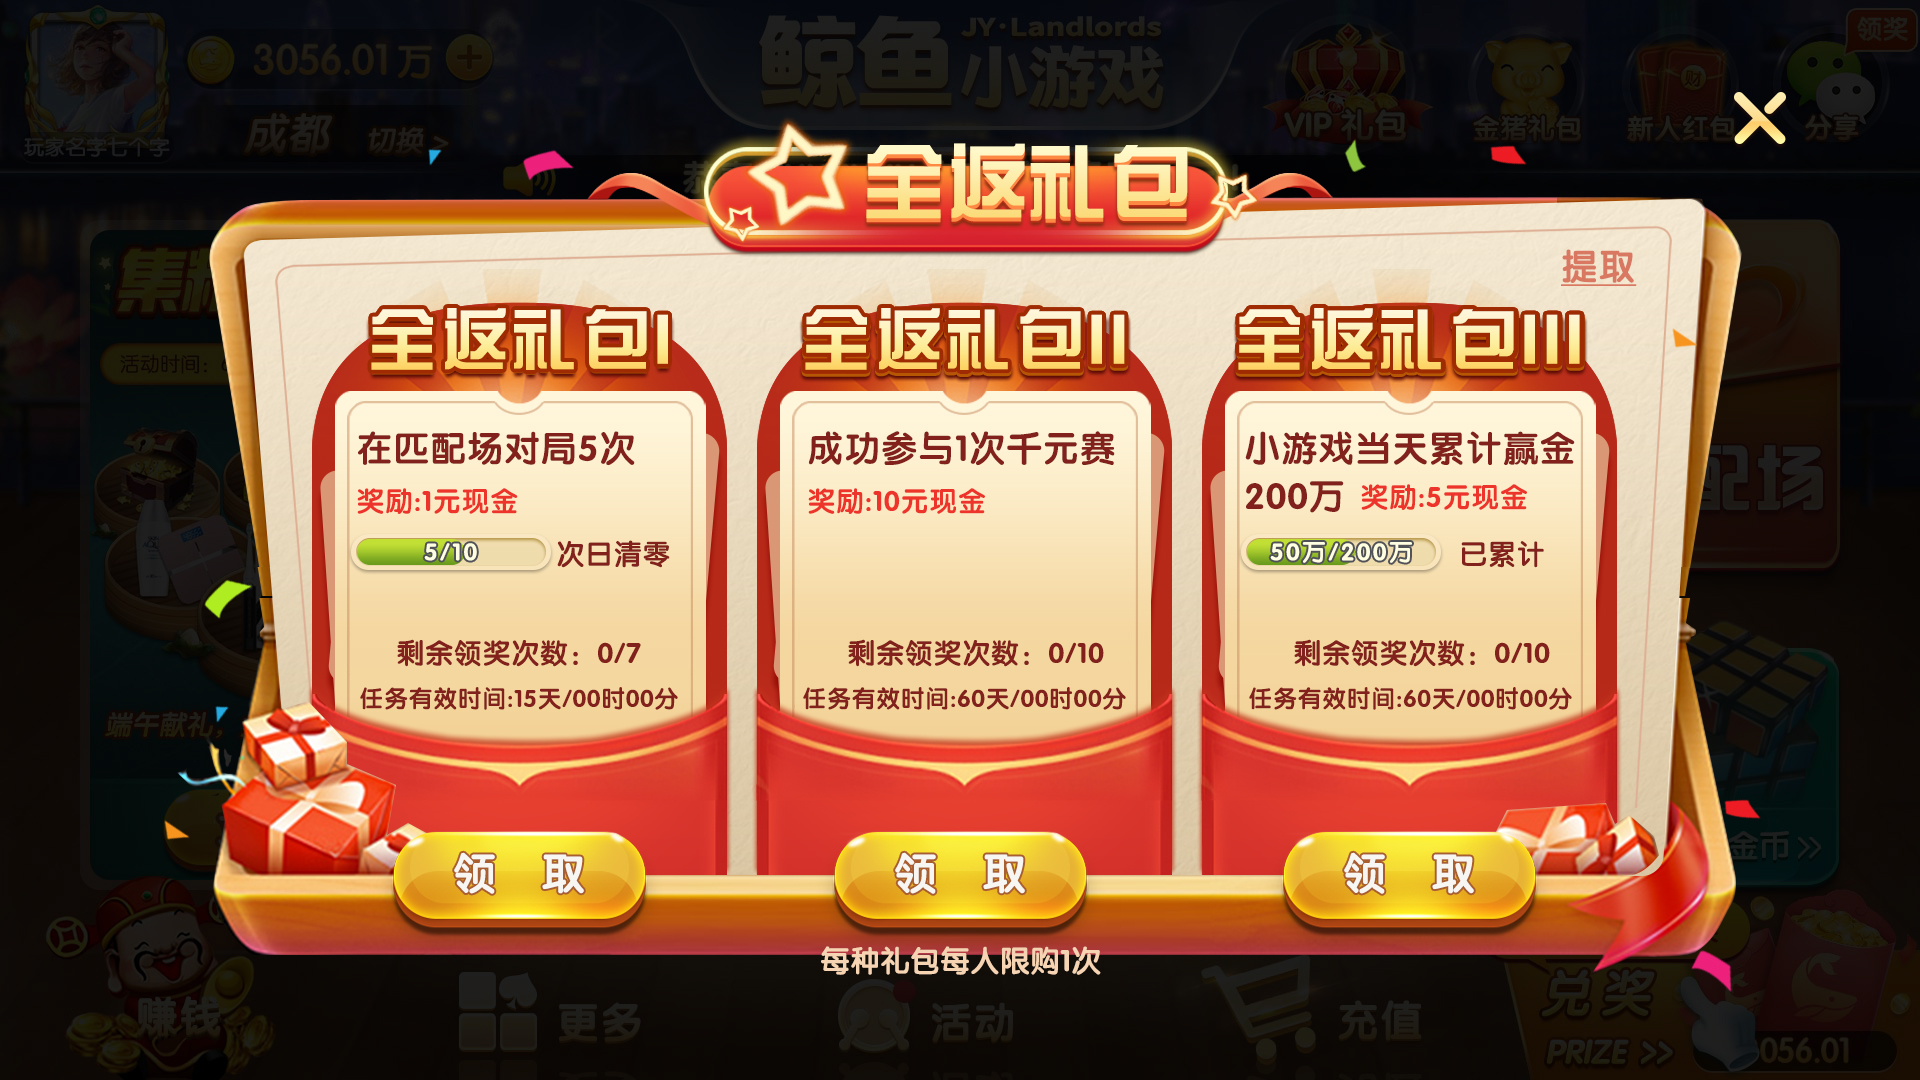 3056.01万
成都 切换 >
玩家名字七个字
鲸鱼
JY·Landlords
小游戏
VIP 礼包
金猪礼包
新人红包
分享
领奖
全返礼包
提取
活动时间:
全返礼包I
在匹配场对局5次
奖励:1元现金
5/10
次日清零
剩余领奖次数：0/7
任务有效时间:15天/00时00分
领 取
全返礼包II
成功参与1次千元赛
奖励:10元现金
剩余领奖次数：0/10
任务有效时间:60天/00时00分
领 取
全返礼包III
小游戏当天累计赢金
200万 奖励:5元现金
50万/200万
已累计
剩余领奖次数：0/10
任务有效时间:60天/00时00分
领 取
每种礼包每人限购1次
端午献礼,
配场
金币 >>
赚钱
更多
活动
充值
兑奖
PRIZE >>
056.01